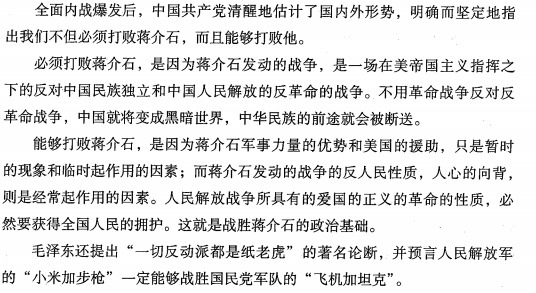 全面内战爆发后，中国共产党清醒地估计了国内外形势，明确而坚定地指
出我们不但必须打败蒋介石，而且能够打败他。
必须打败蒋介石，是因为蒋介石发动的战争，是一场在美帝国主义指挥之
下的反对中国民族独立和中国人民解放的反革命的战争。不用革命战争反对反
革命战争，中国就将变成黑暗世界，中华民族的前途就会被断送。
能够打败蒋介石，是因为蒋介石军事力量的优势和美国的援助，只是暂时
的现象和临时起作用的因素；而蒋介石发动的战争的反人民性质，人心的向背，
则是经常起作用的因素。人民解放战争所具有的爱国的正义的革命的性质，必
然要获得全国人民的拥护。这就是战胜蒋介石的政治基础。
毛泽东还提出“一切反动派都是纸老虎”的著名论断，并预言人民解放军
的“小米加步枪”一定能够战胜国民党军队的“飞机加坦克”。